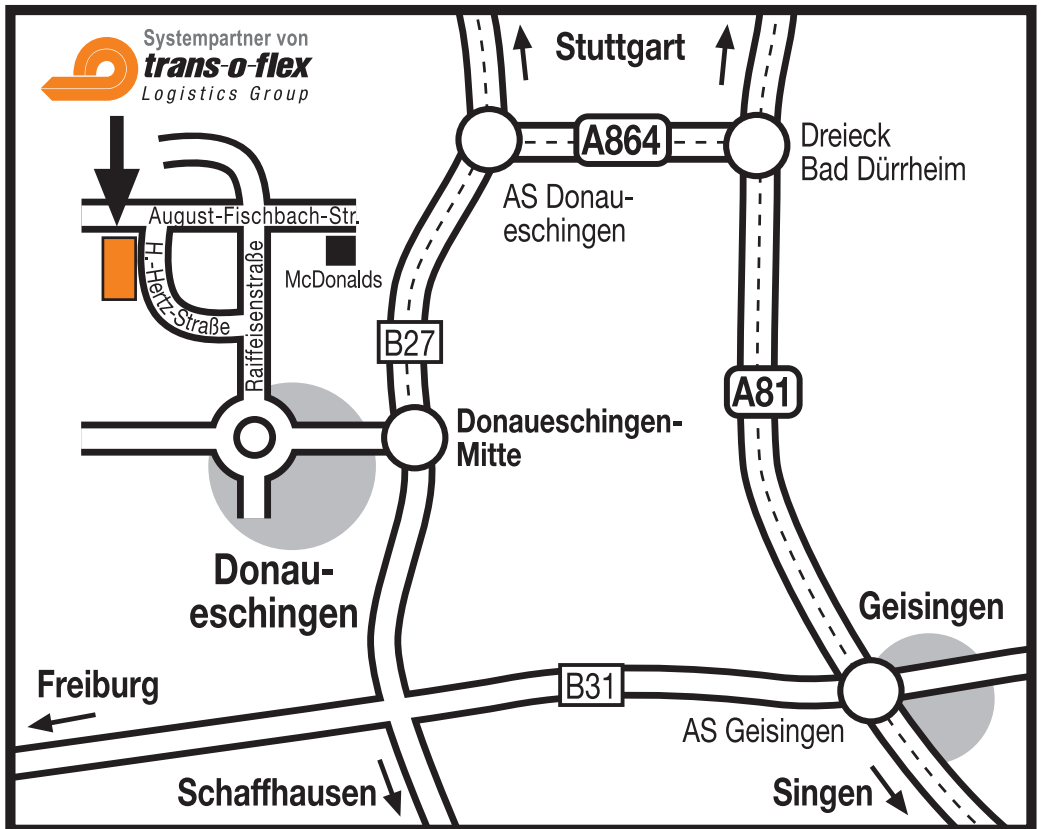 Systempartner von
trans-o-flex
Logistics Group
Stuttgart
A864
Dreieck
Bad Dürrheim
AS Donau-
eschingen
August-Fischbach-Str.
H.-Hertz-Straße
Raiffeisenstraße
McDonalds
B27
A81
Donaueschingen-
Mitte
Donau-
eschingen
Geisingen
Freiburg
B31
AS Geisingen
Schaffhausen
Singen